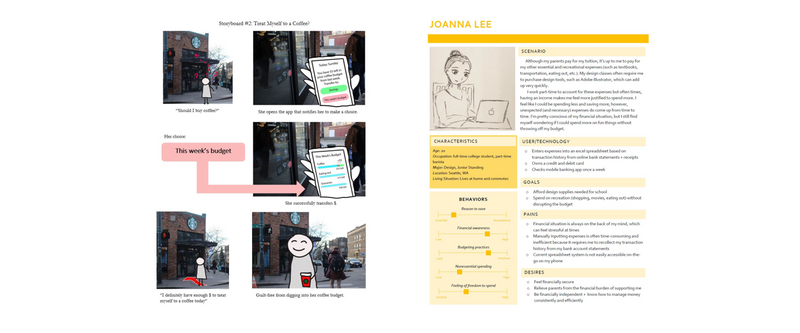 Storyboard #2: Treat Myself to a Coffee?
"Should I buy coffee?"
She opens the app that notifies her to make a choice.
Her choice:
This week's budget
This Week's Budget
She successfully transfers $.
"I definitely have enough $ to treat
myself to a coffee today!"
Guilt-free from digging into her coffee budget.
JOANNA LEE
SCENARIO
Although my parents pay for my tuition, it's up to me to pay for
my other essential and recreational expenses (such as textbooks,
transportation, eating out, etc.). My design classes often require me
to purchase design tools, such as Adobe Illustrator, which can add
up very quickly.
I work part-time to account for these expenses but often times,
having an income makes me feel more justified to spend more. I
feel like I could be spending less and saving more; however,
unexpected (and necessary) expenses do come up from time to
time. I'm pretty conscious of my financial situation, but I still find
myself wondering if I could spend more on fun things without
throwing off my budget.
CHARACTERISTICS
Age: 20
Occupation: full-time college student, part-time
barista
Major: Design, Junior Standing
Location: Seattle, WA
Living Situation: Lives at home and commutes
USER/TECHNOLOGY
Enters expenses into an excel spreadsheet based on
transaction history from online bank statements + receipts
Owns a credit and debit card
Checks mobile banking app once a week
GOALS
Afford design supplies needed for school
Spend on recreation (shopping, movies, eating out) without
disrupting the budget
BEHAVIORS
Reason to save
Financial awareness
Budgeting practices
Nonessential spending
Feeling of freedom to spend
PAINS
Financial situation is always on the back of my mind, which
can feel stressful at times
Manually inputting expenses is often time-consuming and
inefficient because it requires me to recollect my transaction
history from my bank account statements
Current spreadsheet system is not easily accessible on-the-
go on my phone
DESIRES
Feel financially secure
Relieve parents from the financial burden of supporting me
Be financially independent + know how to manage money
consistently and efficiently